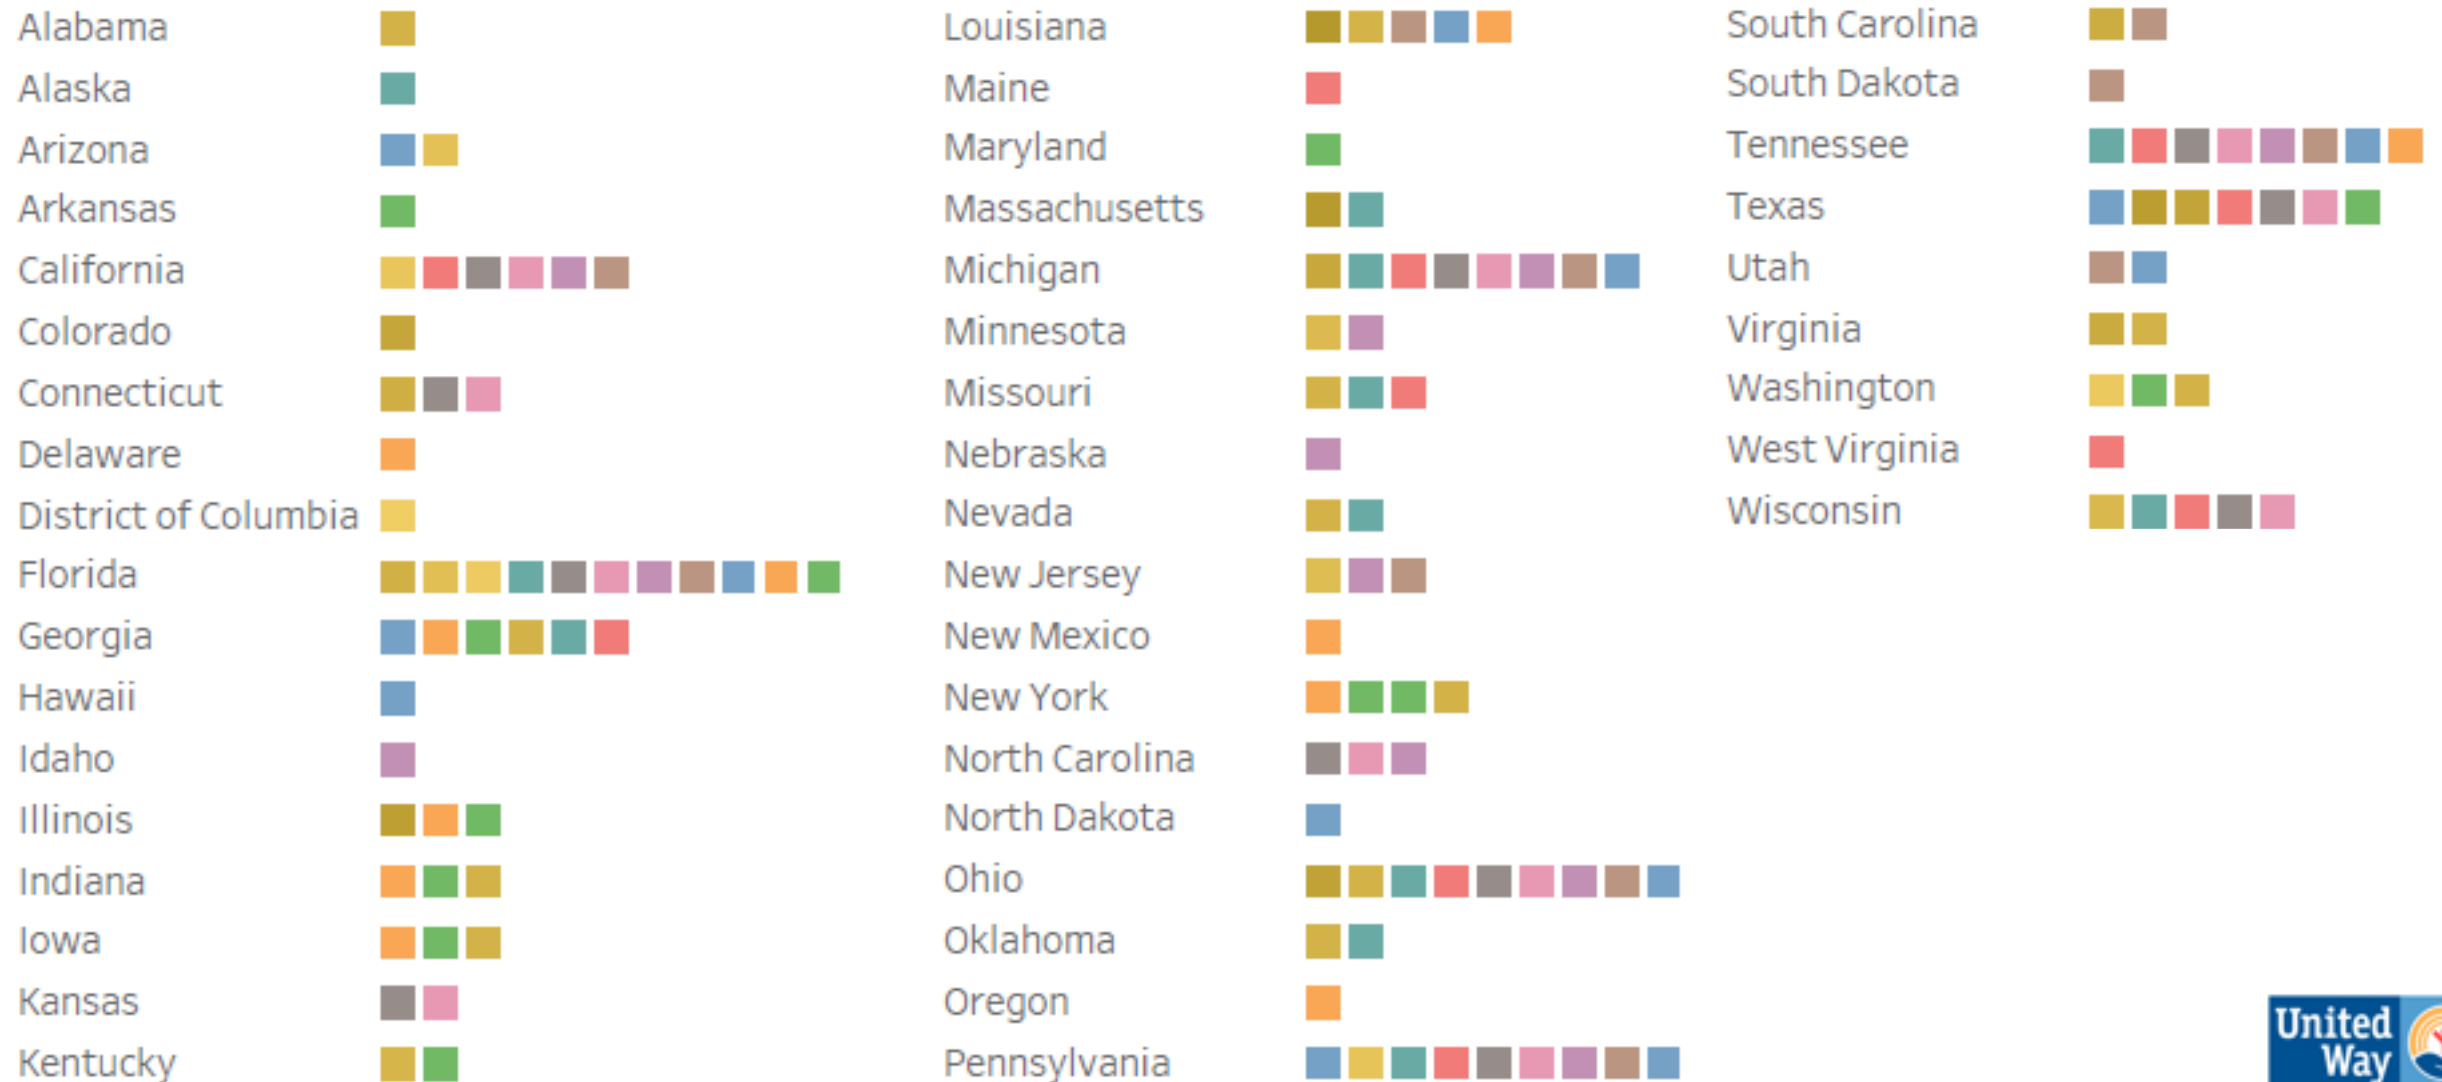 Alabama
Alaska
Arizona
Arkansas
California
Colorado
Connecticut
Delaware
District of Columbia
Florida
Georgia
Hawaii
Idaho
Illinois
Indiana
Iowa
Kansas
Kentucky
Louisiana
Maine
Maryland
Massachusetts
Michigan
Minnesota
Missouri
Nebraska
Nevada
New Jersey
New Mexico
New York
North Carolina
North Dakota
Ohio
Oklahoma
Oregon
Pennsylvania
South Carolina
South Dakota
Tennessee
Texas
Utah
Virginia
Washington
West Virginia
Wisconsin
United
Way